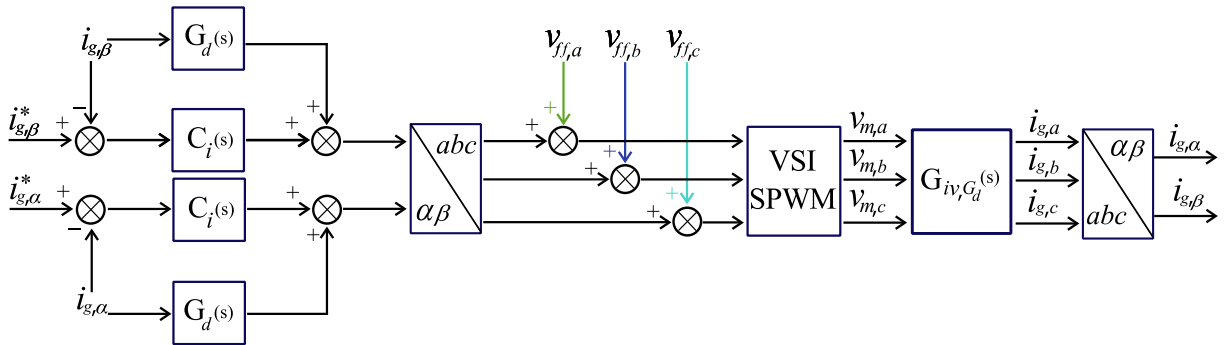 i_{g,β}
G_d(s)
v_{ff,a}
v_{ff,b}
v_{ff,c}
− + +
+ + + +
i*_{g,β}
+
C_i(s)
+
+
abc
αβ
+
+
+
VSI
SPWM
v_{m,a}
v_{m,b}
v_{m,c}
G_{iv,G_d}(s)
i_{g,a}
i_{g,b}
i_{g,c}
αβ
abc
i_{g,α}
i_{g,β}
i*_{g,α}
+
−
C_i(s)
+
+
i_{g,α}
G_d(s)